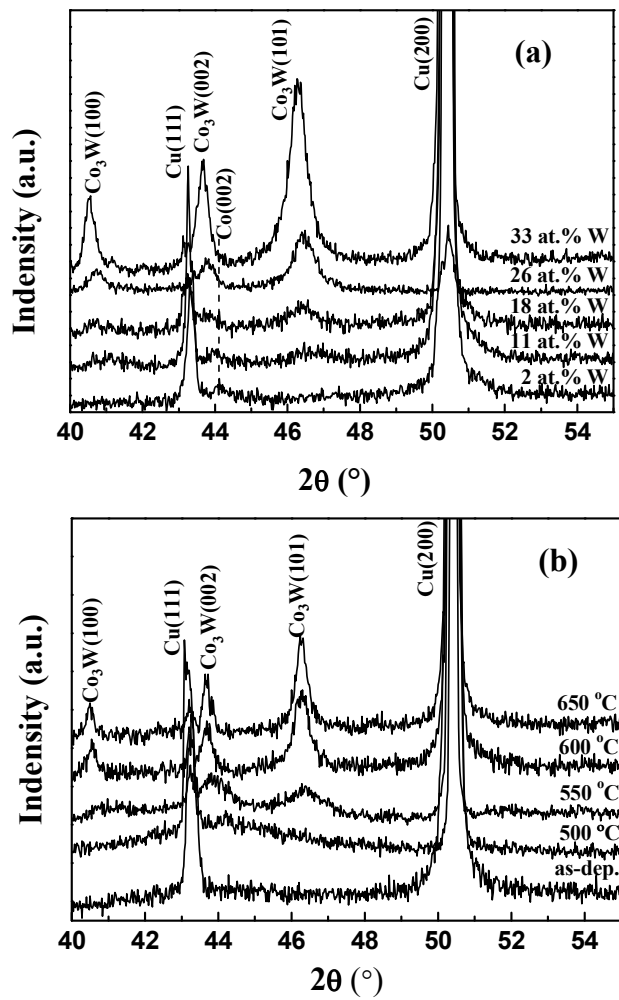 (a)
Co₃W(100)
Cu(111)
Co₃W(002)
Co(002)
Co₃W(101)
Cu(200)
33 at.% W
26 at.% W
18 at.% W
11 at.% W
2 at.% W
Indensity (a.u.)
40 42 44 46 48 50 52 54
2θ (°)
(b)
Co₃W(100)
Cu(111)
Co₃W(002)
Co₃W(101)
Cu(200)
650 °C
600 °C
550 °C
500 °C
as-dep.
Indensity (a.u.)
40 42 44 46 48 50 52 54
2θ (°)